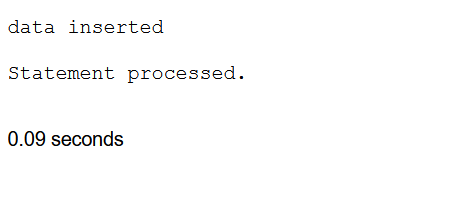 data inserted
Statement processed.
0.09 seconds